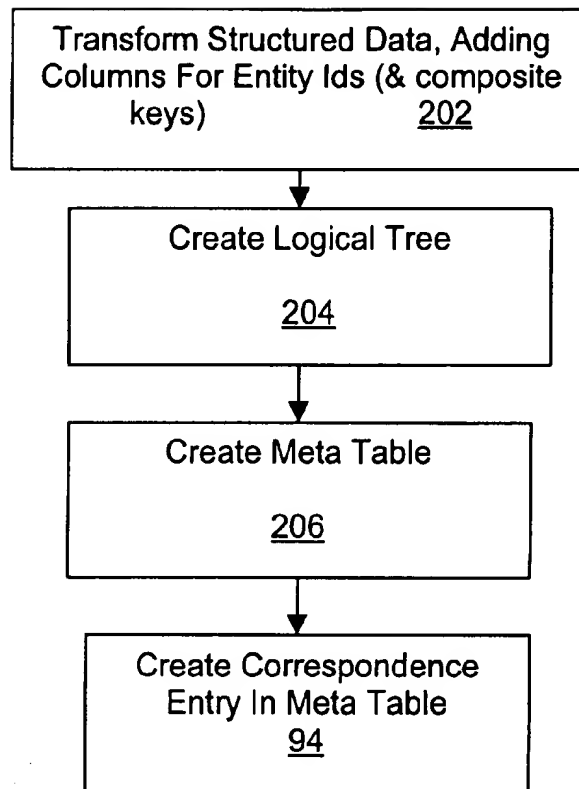 Transform Structured Data, Adding
Columns For Entity Ids (& composite
keys) 202
Create Logical Tree
204
Create Meta Table
206
Create Correspondence
Entry In Meta Table
94